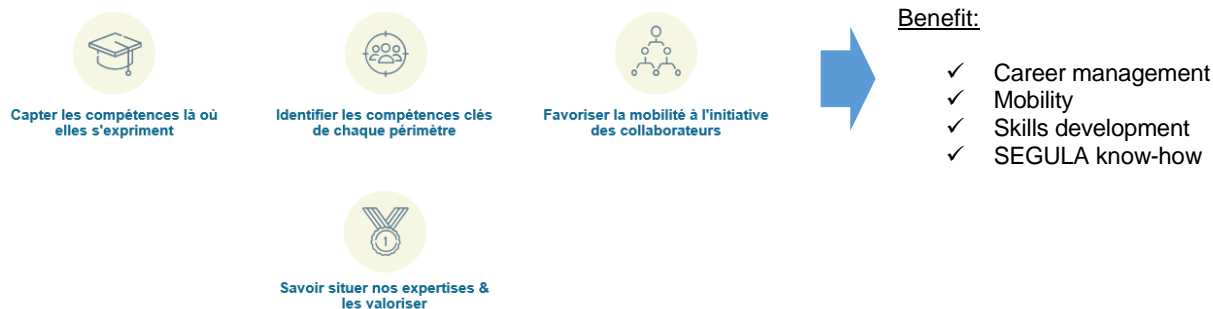 Capter les compétences là où
elles s'expriment
Identifier les compétences clés
de chaque périmètre
Favoriser la mobilité à l'initiative
des collaborateurs
1
Savoir situer nos expertises &
les valoriser
Benefit:
✓ Career management
✓ Mobility
✓ Skills development
✓ SEGULA know-how